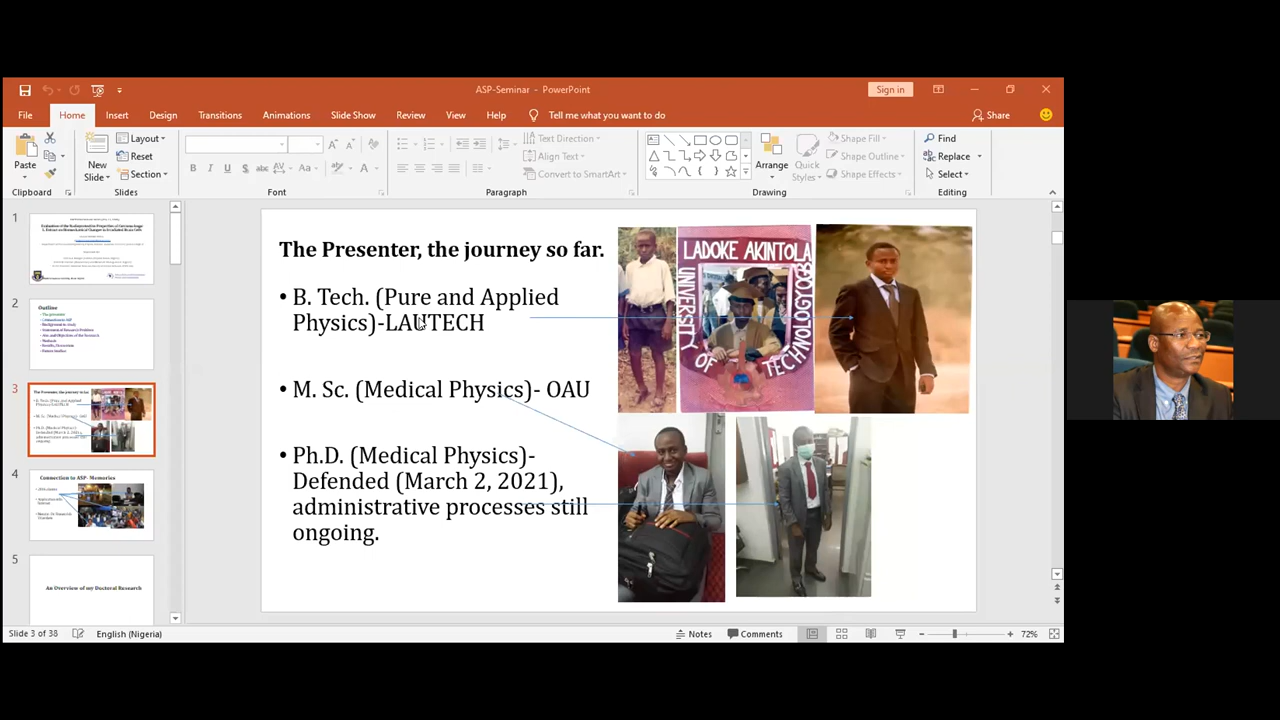 ASP-Seminar - PowerPoint
Sign in
File Home Insert Design Transitions Animations Slide Show Review View Help Tell me what you want to do Share
Paste
New
Slide
Layout
Reset
Section
Text Direction
Align Text
Convert to SmartArt
Arrange
Quick
Styles
Shape Fill
Shape Outline
Shape Effects
Find
Replace
Select
Clipboard Slides Font Paragraph Drawing Editing
1
2
Outline
3
4
Connection to ASP- Memories
5
An Overview of my Doctoral Research
The Presenter, the journey so far.
• B. Tech. (Pure and Applied
Physics)-LAUTECH
• M. Sc. (Medical Physics)- OAU
• Ph.D. (Medical Physics)-
Defended (March 2, 2021),
administrative processes still
ongoing.
LADOKE AKINTOLA
UNIVERSITY
OF
TECHNOLOGY
Slide 3 of 38 English (Nigeria) Notes Comments 72%